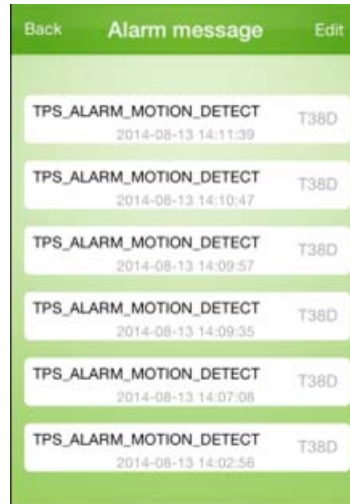 Back Alarm message Edit
TPS_ALARM_MOTION_DETECT T38D
2014-08-13 14:11:39
TPS_ALARM_MOTION_DETECT T38D
2014-08-13 14:10:47
TPS_ALARM_MOTION_DETECT T38D
2014-08-13 14:09:57
TPS_ALARM_MOTION_DETECT T38D
2014-08-13 14:09:35
TPS_ALARM_MOTION_DETECT T38D
2014-08-13 14:07:08
TPS_ALARM_MOTION_DETECT T38D
2014-08-13 14:02:56